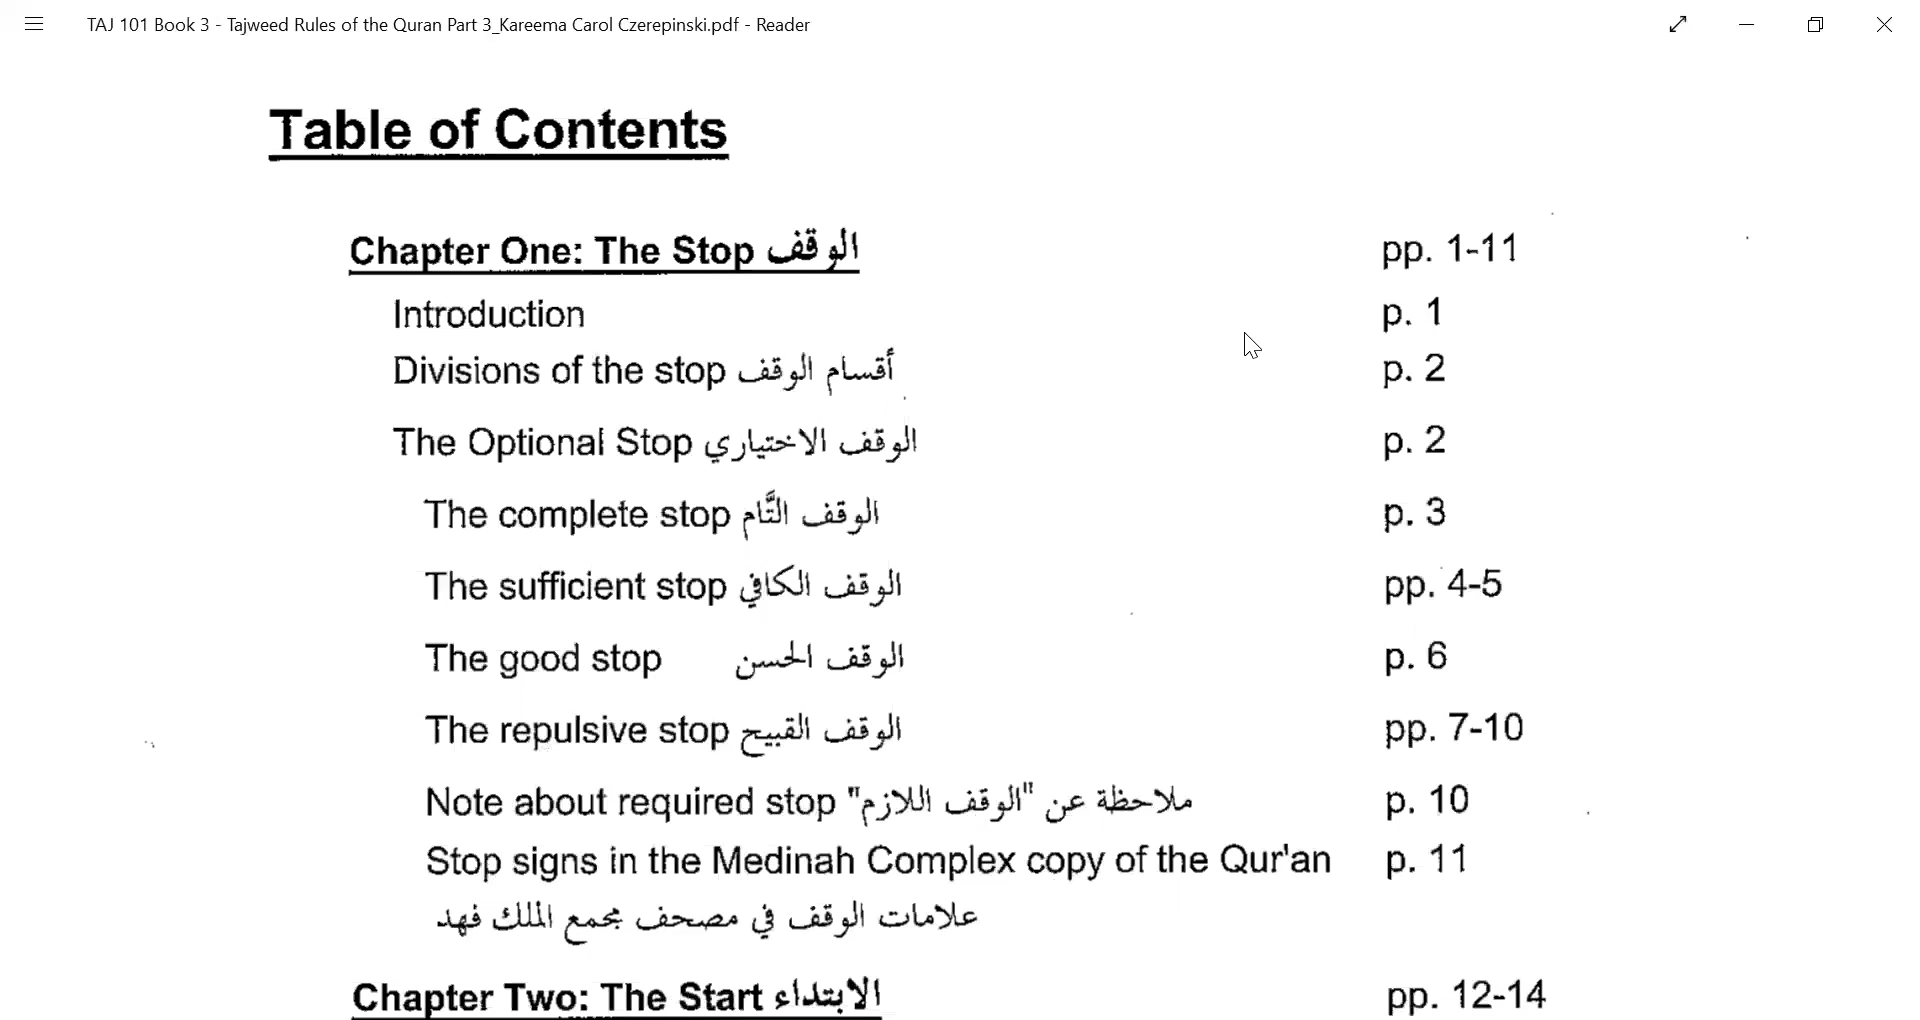 TAJ 101 Book 3 - Tajweed Rules of the Quran Part 3_Kareema Carol Czerepinski.pdf - Reader
Table of Contents
Chapter One: The Stop الوقف pp. 1-11
Introduction p. 1
Divisions of the stop أقسام الوقف p. 2
The Optional Stop الوقف الاختياري p. 2
The complete stop الوقف التَّام p. 3
The sufficient stop الوقف الكافي pp. 4-5
The good stop الوقف الحسن p. 6
The repulsive stop الوقف القبيح pp. 7-10
Note about required stop ملاحظة عن "الوقف اللازم" p. 10
Stop signs in the Medinah Complex copy of the Qur'an p. 11
علامات الوقف في مصحف مجمع الملك فهد
Chapter Two: The Start الابتداء pp. 12-14